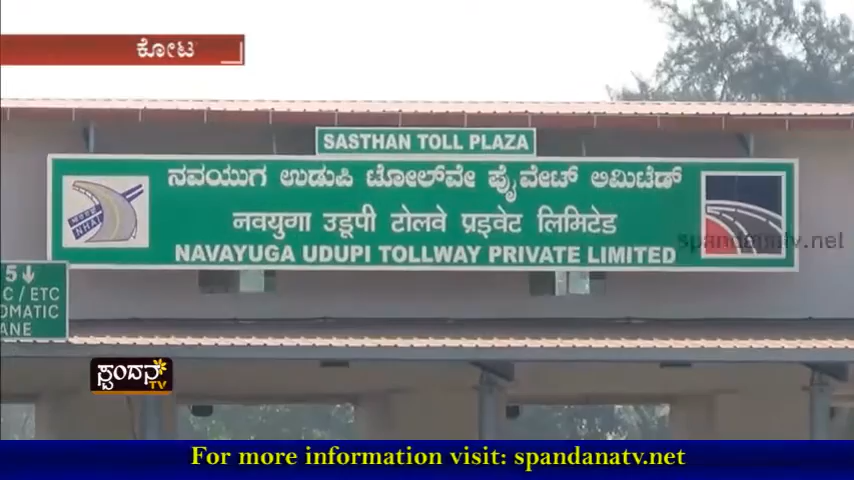 ಕೋಟ
SASTHAN TOLL PLAZA
ನವಯುಗ ಉಡುಪಿ ಟೋಲ್‌ವೇ ಪ್ರೈವೇಟ್ ಲಿಮಿಟೆಡ್
नवयुगा उडूपी टोलवे प्रइवेट लिमिटेड
NAVAYUGA UDUPI TOLLWAY PRIVATE LIMITED
NHAI
spandanatv.net
5
C / ETC
OMATIC
ANE
ಸ್ಪಂದನ TV
For more information visit: spandanatv.net